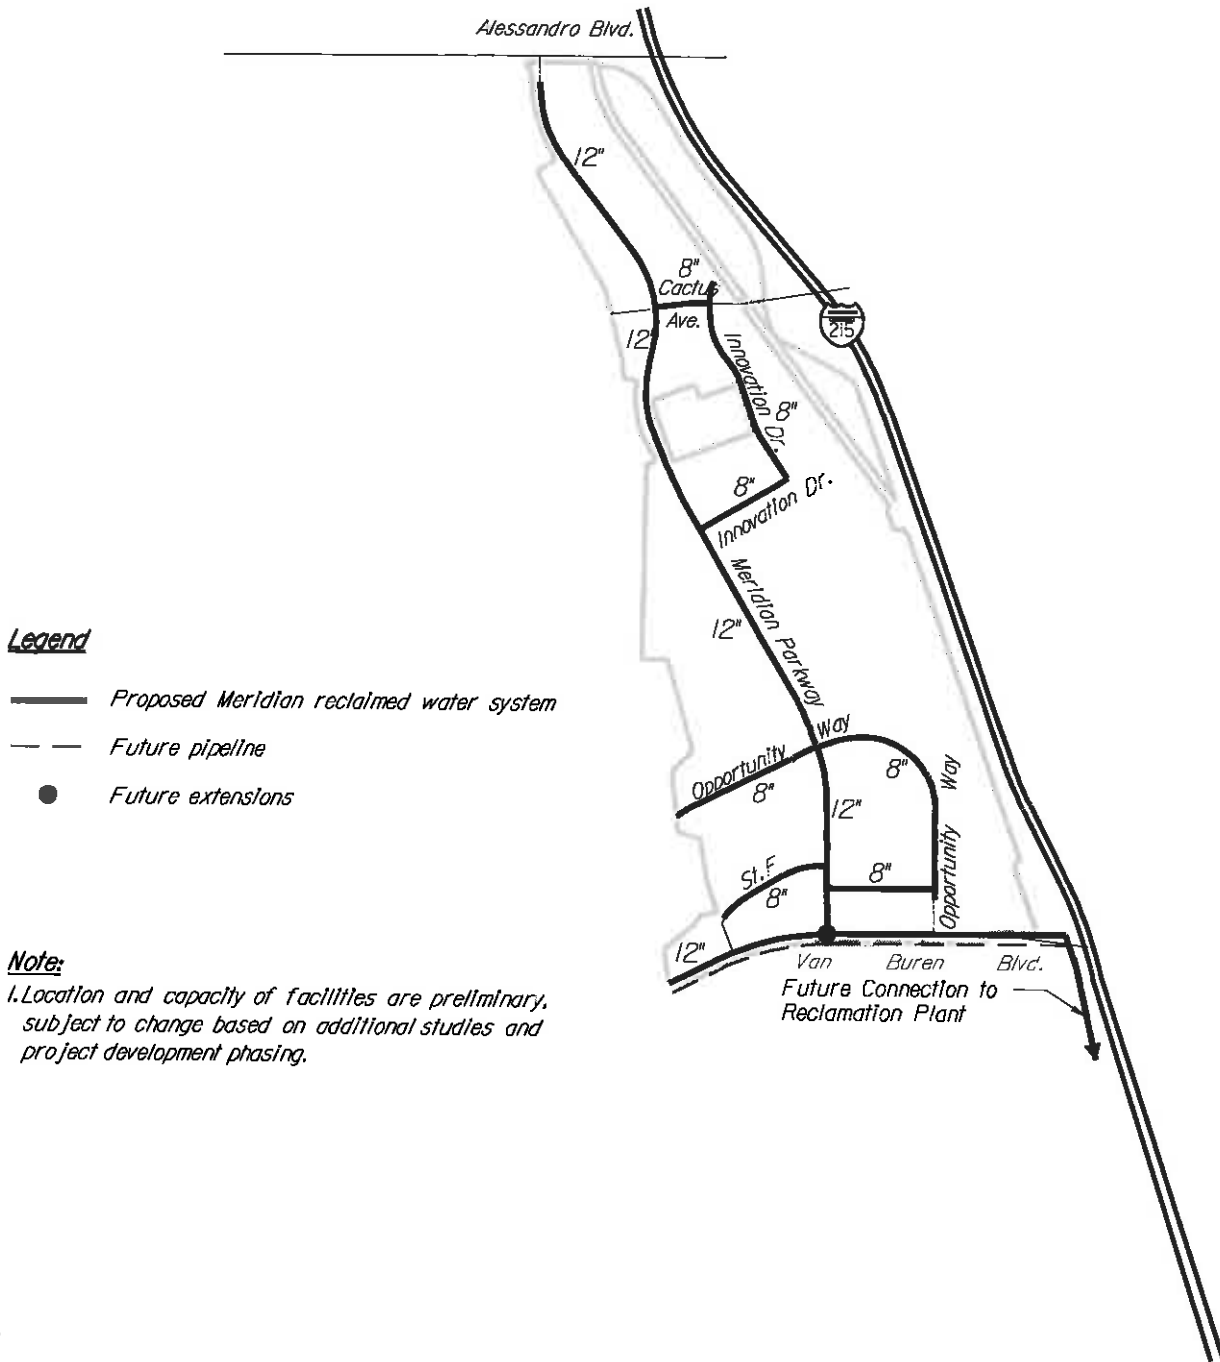 Alessandro Blvd.
12"
8"
Cactus
Ave.
12"
215
Innovation Dr.
8"
8"
Innovation Dr.
Meridian Parkway
12"
Legend
Proposed Meridian reclaimed water system
Future pipeline
Future extensions
Opportunity Way
8"
8"
Opportunity Way
12"
St. F
8"
8"
12"
Van Buren Blvd.
Future Connection to
Reclamation Plant
Note:
1. Location and capacity of facilities are preliminary,
subject to change based on additional studies and
project development phasing.